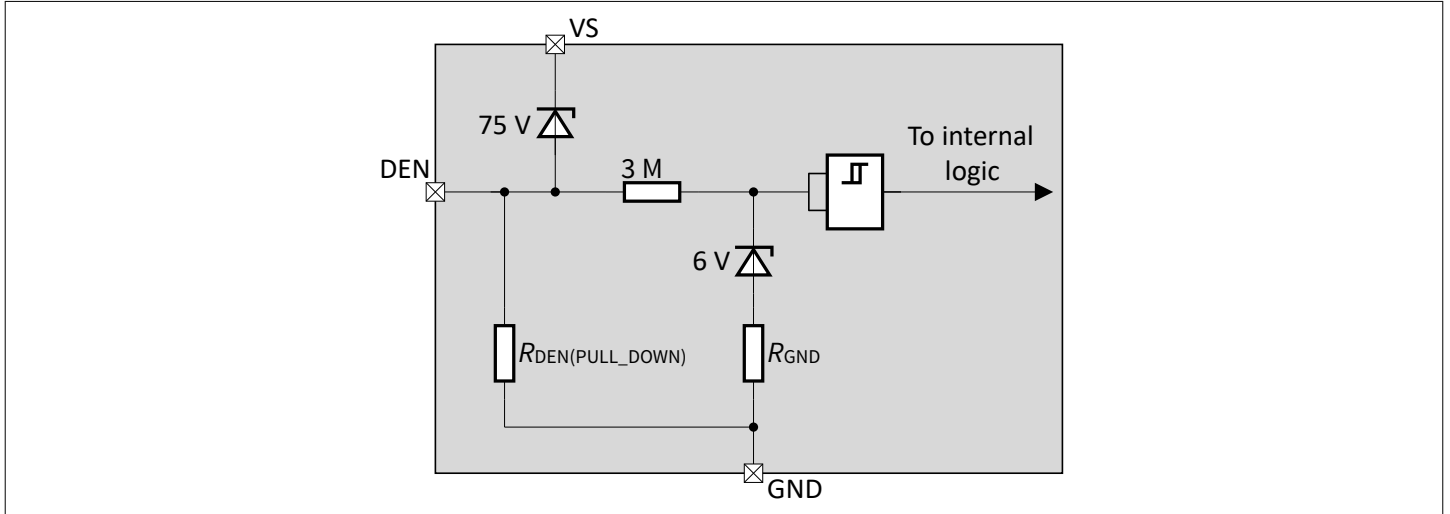 VS
75 V
To internal
logic
DEN
3 M
6 V
RDEN(PULL_DOWN)
RGND
GND